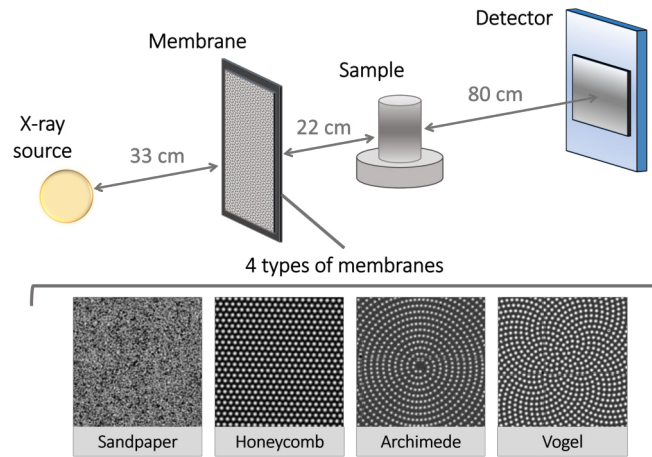 Detector
Membrane
Sample
X-ray
source
33 cm
22 cm
80 cm
4 types of membranes
Sandpaper
Honeycomb
Archimede
Vogel